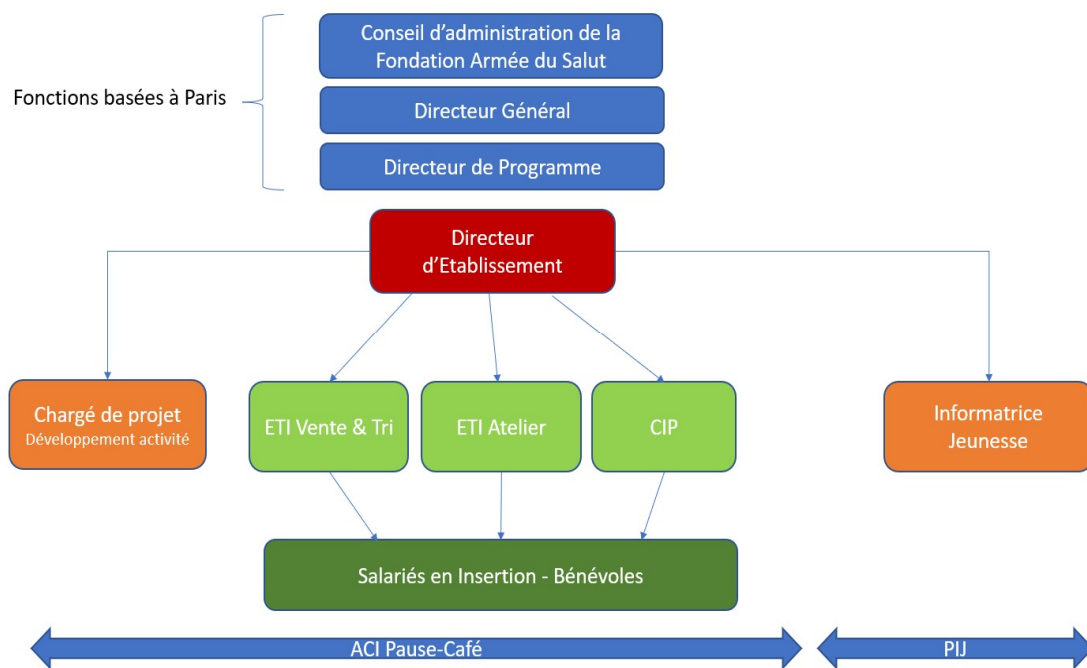 Conseil d'administration de la
Fondation Armée du Salut
Fonctions basées à Paris
Directeur Général
Directeur de Programme
Directeur
d'Etablissement
Chargé de projet
Développement activité
ETI Vente & Tri
ETI Atelier
CIP
Informatrice
Jeunesse
Salariés en Insertion - Bénévoles
ACI Pause-Café
PIJ